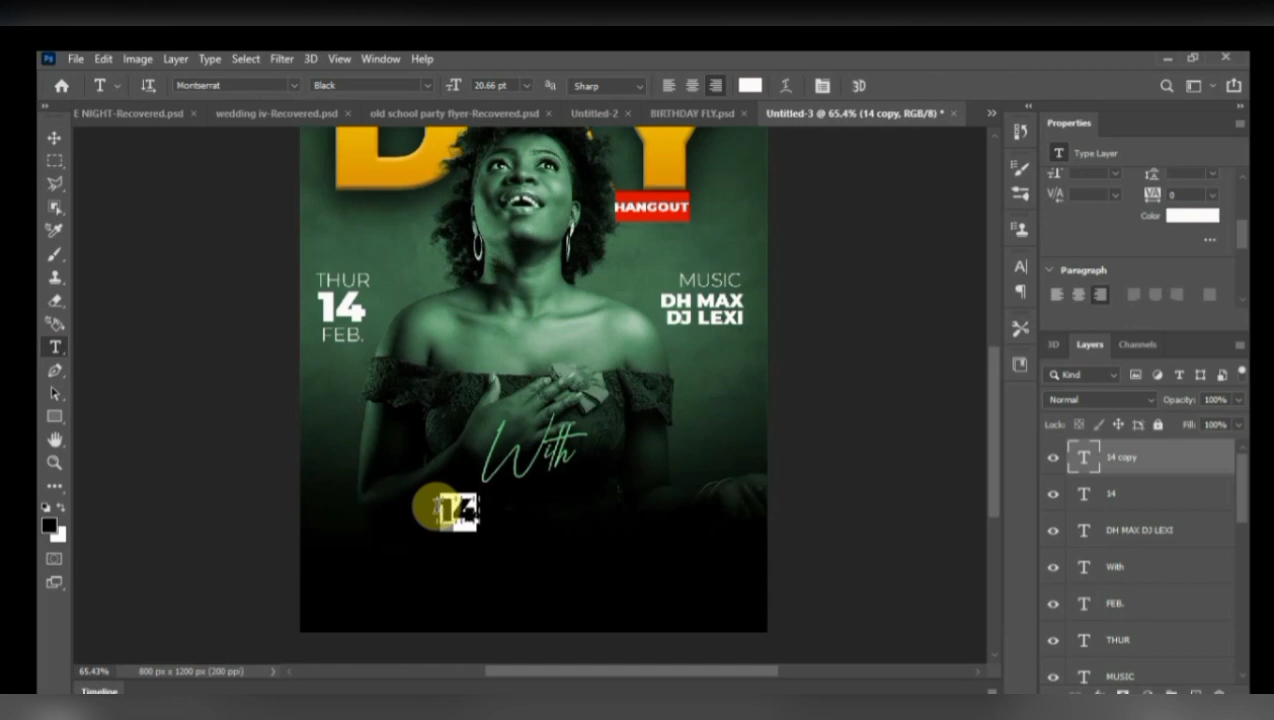 Ps File Edit Image Layer Type Select Filter 3D View Window Help
T Montserrat Black 20.66 pt Sharp 3D
E NIGHT-Recovered.psd × wedding iv-Recovered.psd × old school party flyer-Recovered.psd × Untitled-2 × BIRTHDAY FLY.psd × Untitled-3 @ 65.4% (14 copy, RGB/8) * ×
Properties
T Type Layer
0
Color
Paragraph
3D Layers Channels
Kind
Normal Opacity: 100%
Lock: Fill: 100%
T 14 copy
T 14
T DH MAX DJ LEXI
T With
T FEB.
T THUR
T MUSIC
HANGOUT
THUR
14
FEB.
MUSIC
DH MAX
DJ LEXI
With
14
65.43% 800 px x 1200 px (200 ppi)
Timeline